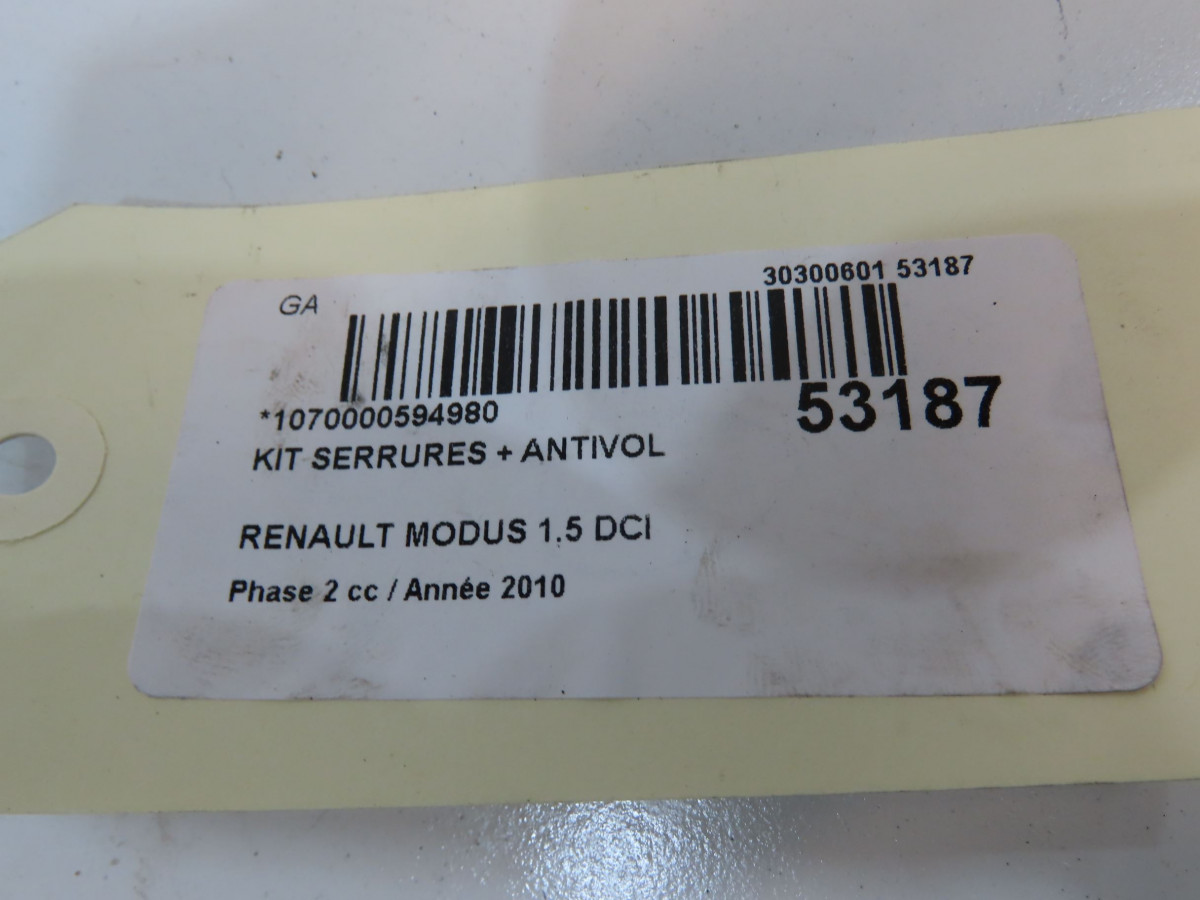 GA
30300601 53187
*1070000594980
53187
KIT SERRURES + ANTIVOL
RENAULT MODUS 1.5 DCI
Phase 2 cc / Année 2010